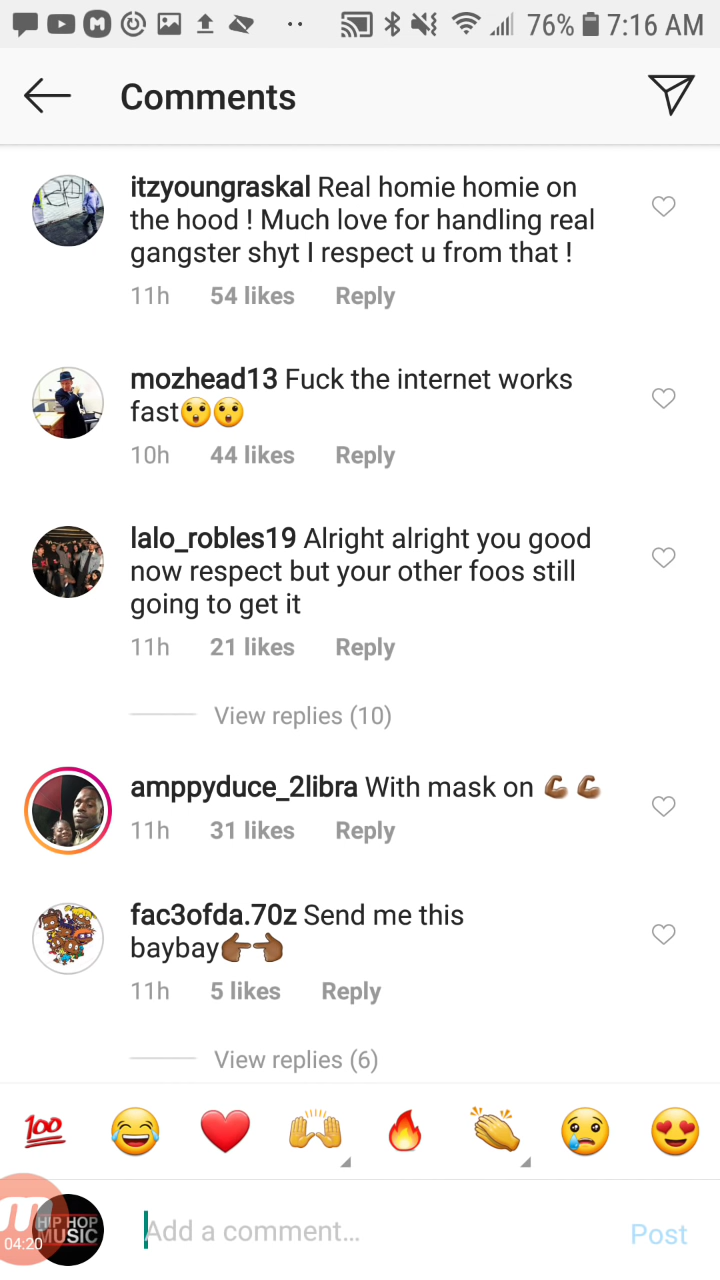 76% 7:16 AM
Comments
itzyoungraskal Real homie homie on
the hood ! Much love for handling real
gangster shyt I respect u from that !
11h 54 likes Reply
mozhead13 Fuck the internet works
fast😲😲
10h 44 likes Reply
lalo_robles19 Alright alright you good
now respect but your other foos still
going to get it
11h 21 likes Reply
View replies (10)
amppyduce_2libra With mask on 💪🏾 💪🏾
11h 31 likes Reply
fac3ofda.70z Send me this
baybay👉🏾👈🏾
11h 5 likes Reply
View replies (6)
💯 😂 ❤️ 🙌 🔥 👏 😢 😍
HIP HOP
MUSIC
04:20
Add a comment...
Post